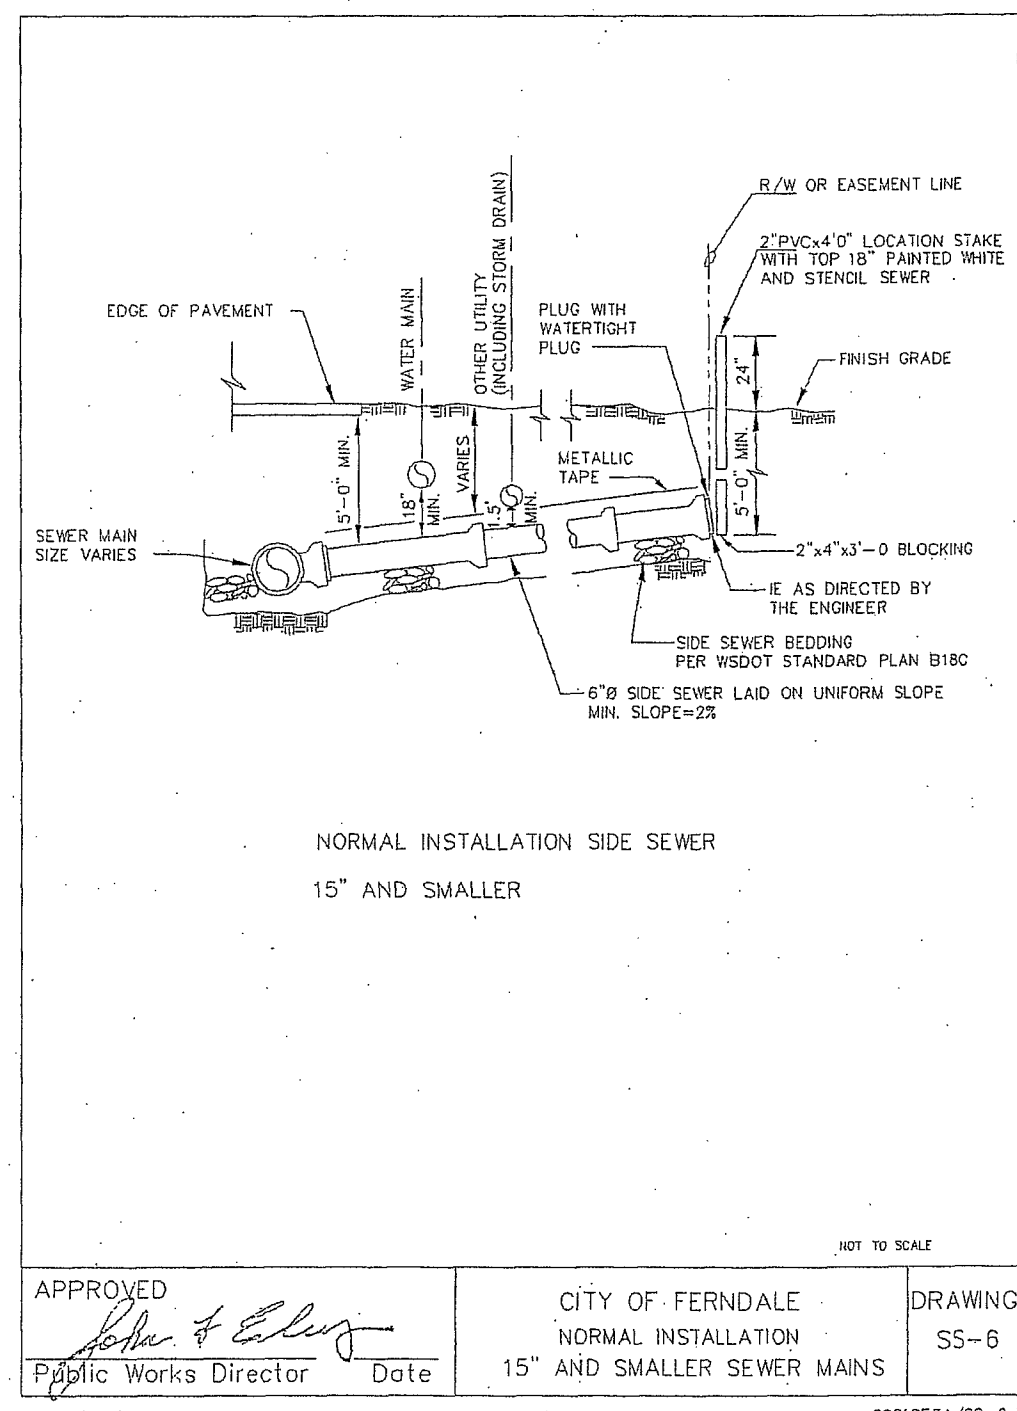 R/W OR EASEMENT LINE
2"PVCx4'0" LOCATION STAKE
WITH TOP 18" PAINTED WHITE
AND STENCIL SEWER
EDGE OF PAVEMENT
WATER MAIN
OTHER UTILITY
(INCLUDING STORM DRAIN)
PLUG WITH
WATERTIGHT
PLUG
24"
FINISH GRADE
5'-0" MIN.
18"
MIN.
VARIES
1.5'
MIN.
METALLIC
TAPE
5'-0" MIN.
SEWER MAIN
SIZE VARIES
2"x4"x3'-0 BLOCKING
IE AS DIRECTED BY
THE ENGINEER
SIDE SEWER BEDDING
PER WSDOT STANDARD PLAN B18C
6"Ø SIDE SEWER LAID ON UNIFORM SLOPE
MIN. SLOPE=2%
NORMAL INSTALLATION SIDE SEWER
15" AND SMALLER
NOT TO SCALE
APPROVED
Public Works Director Date
CITY OF FERNDALE
NORMAL INSTALLATION
15" AND SMALLER SEWER MAINS
DRAWING
SS-6